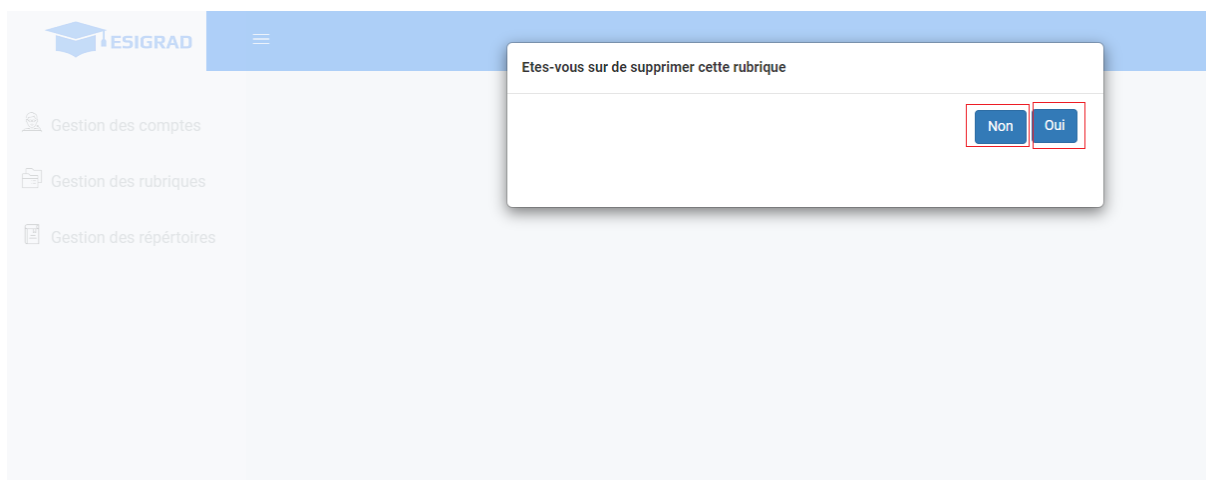 ESIGRAD
Etes-vous sur de supprimer cette rubrique
Non
Oui
Gestion des comptes
Gestion des rubriques
Gestion des répértoires